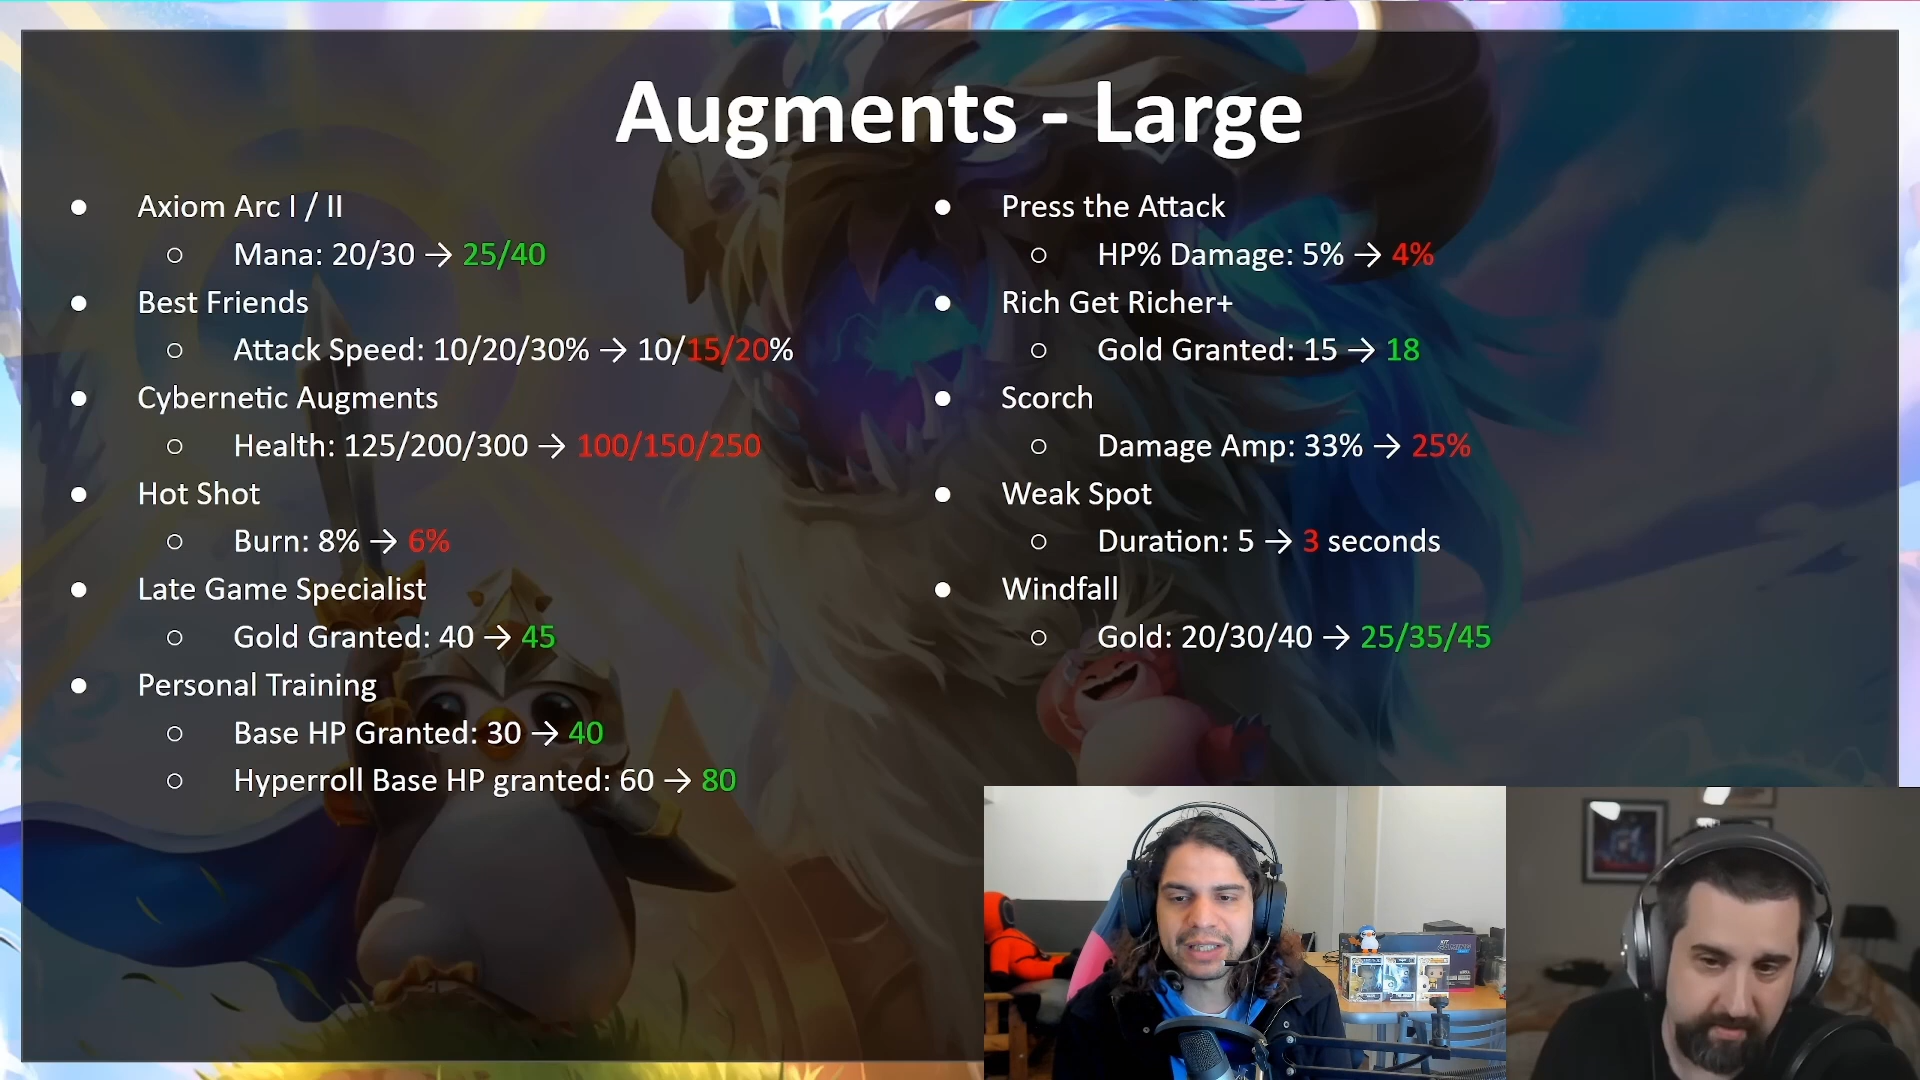 Augments - Large
● Axiom Arc I / II
○ Mana: 20/30 → 25/40
● Best Friends
○ Attack Speed: 10/20/30% → 10/15/20%
● Cybernetic Augments
○ Health: 125/200/300 → 100/150/250
● Hot Shot
○ Burn: 8% → 6%
● Late Game Specialist
○ Gold Granted: 40 → 45
● Personal Training
○ Base HP Granted: 30 → 40
○ Hyperroll Base HP granted: 60 → 80
● Press the Attack
○ HP% Damage: 5% → 4%
● Rich Get Richer+
○ Gold Granted: 15 → 18
● Scorch
○ Damage Amp: 33% → 25%
● Weak Spot
○ Duration: 5 → 3 seconds
● Windfall
○ Gold: 20/30/40 → 25/35/45